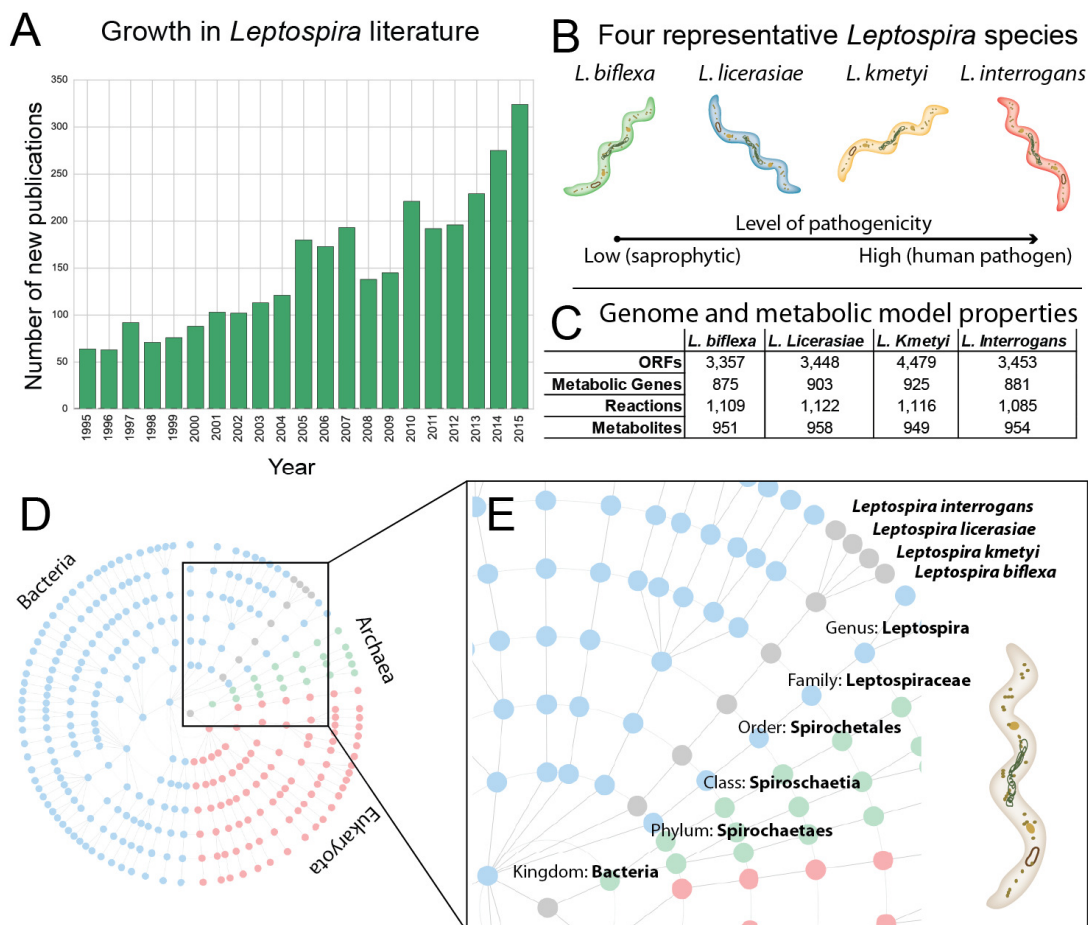 A
Growth in Leptospira literature
Number of new publications
350
300
250
200
150
100
50
0
1995
1996
1997
1998
1999
2000
2001
2002
2003
2004
2005
2006
2007
2008
2009
2010
2011
2012
2013
2014
2015
Year
B
Four representative Leptospira species
L. biflexa L. licerasiae L. kmetyi L. interrogans
Level of pathogenicity
Low (saprophytic) High (human pathogen)
C
Genome and metabolic model properties
L. biflexa L. Licerasiae L. Kmetyi L. Interrogans
ORFs 3,357 3,448 4,479 3,453
Metabolic Genes 875 903 925 881
Reactions 1,109 1,122 1,116 1,085
Metabolites 951 958 949 954
D
Bacteria
Archaea
Eukaryota
E
Leptospira interrogans
Leptospira licerasiae
Leptospira kmetyi
Leptospira biflexa
Genus: Leptospira
Family: Leptospiraceae
Order: Spirochetales
Class: Spiroschaetia
Phylum: Spirochaetaes
Kingdom: Bacteria